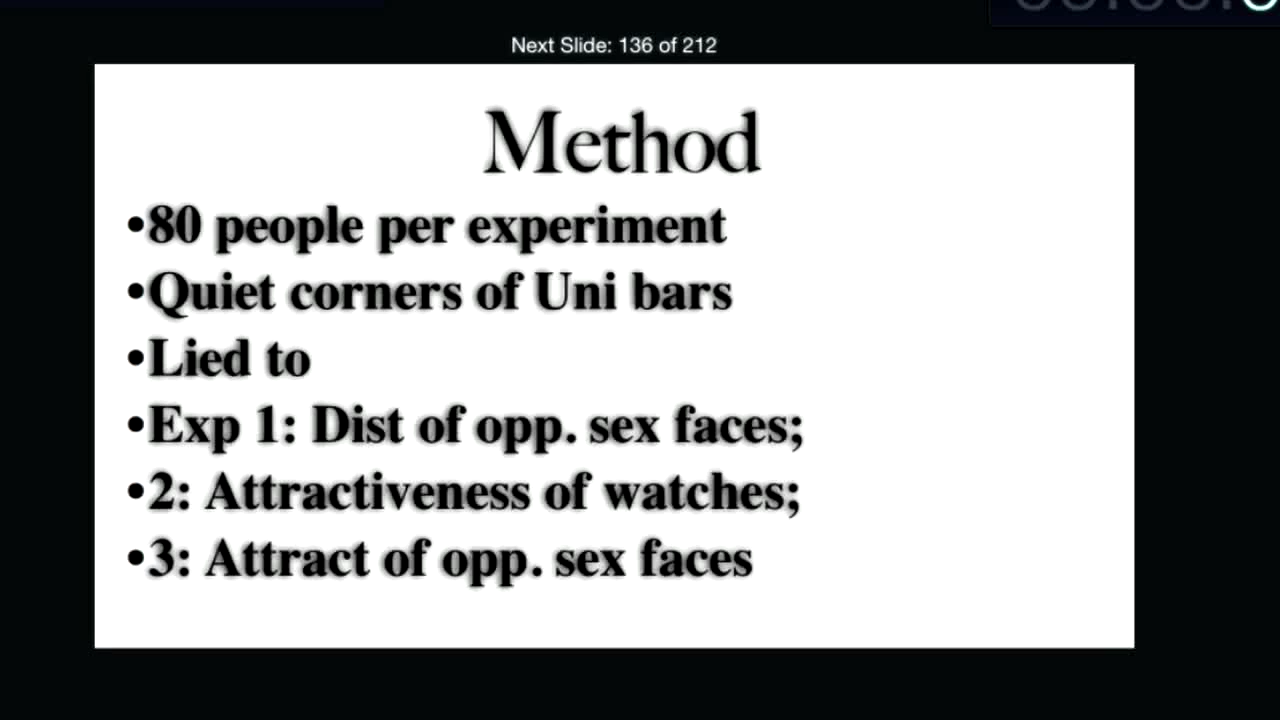 Next Slide: 136 of 212
Method
•80 people per experiment
•Quiet corners of Uni bars
•Lied to
•Exp 1: Dist of opp. sex faces;
•2: Attractiveness of watches;
•3: Attract of opp. sex faces